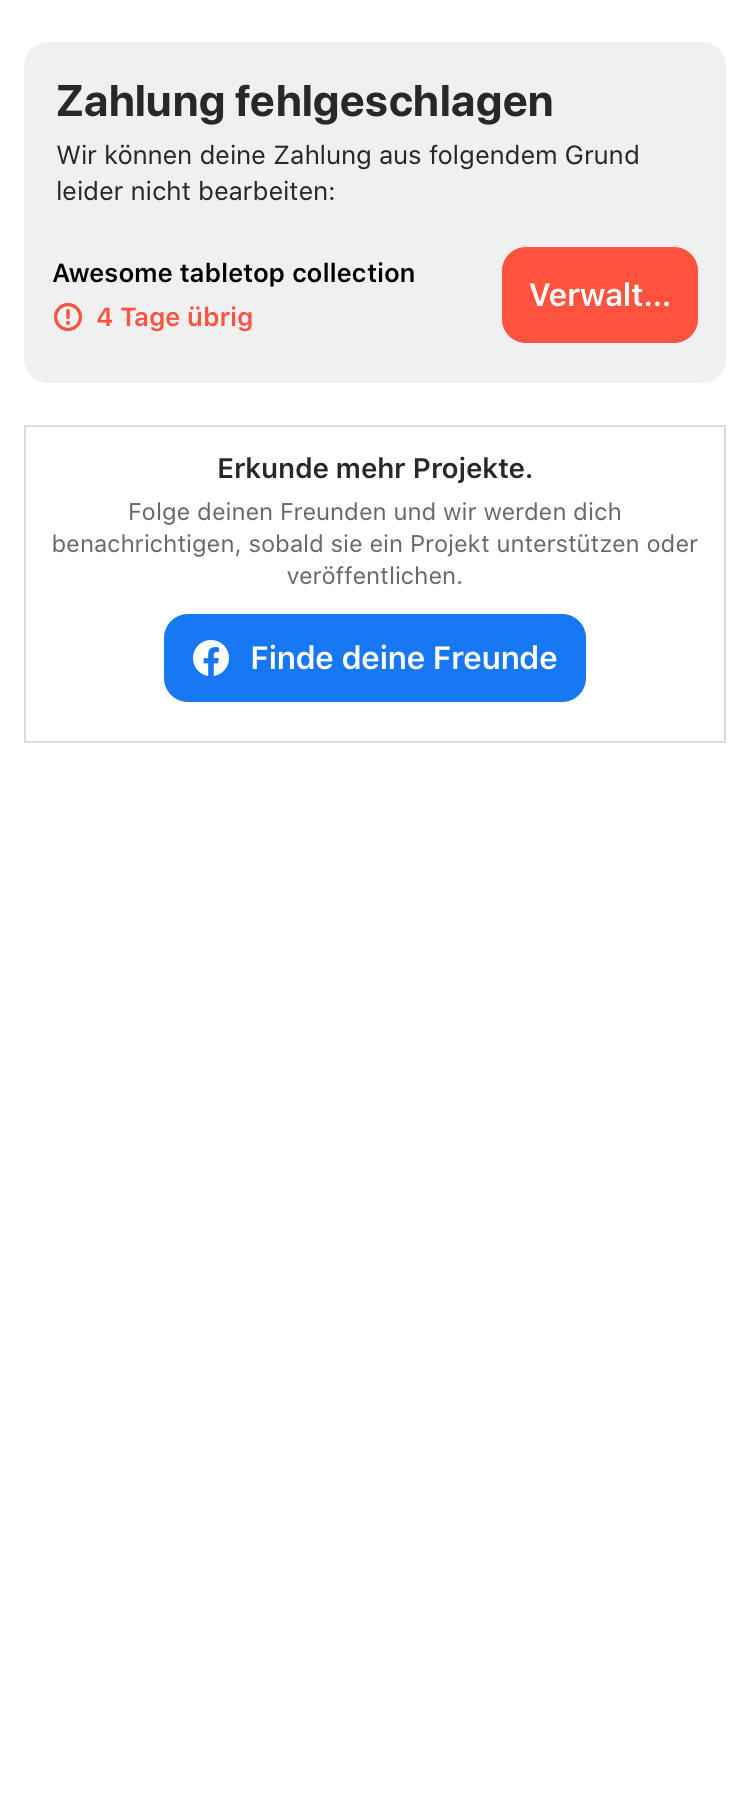 Zahlung fehlgeschlagen
Wir können deine Zahlung aus folgendem Grund
leider nicht bearbeiten:
Awesome tabletop collection
4 Tage übrig
Verwalt...
Erkunde mehr Projekte.
Folge deinen Freunden und wir werden dich
benachrichtigen, sobald sie ein Projekt unterstützen oder
veröffentlichen.
Finde deine Freunde